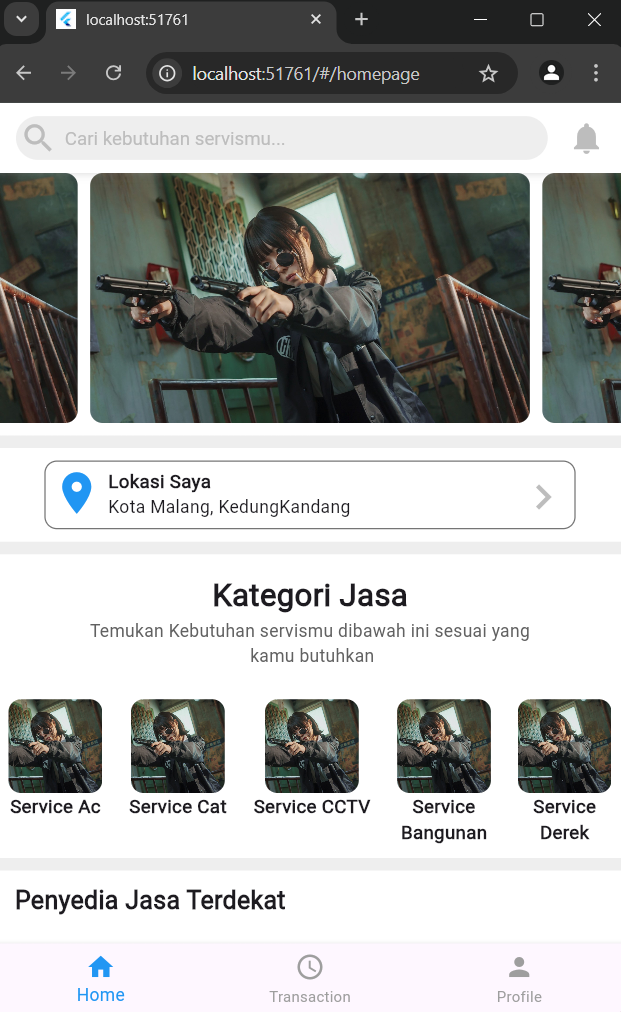 localhost:51761
localhost:51761/#/homepage
Cari kebutuhan servismu...
Lokasi Saya
Kota Malang, KedungKandang
Kategori Jasa
Temukan Kebutuhan servismu dibawah ini sesuai yang
kamu butuhkan
Service Ac
Service Cat
Service CCTV
Service
Bangunan
Service
Derek
Penyedia Jasa Terdekat
Home
Transaction
Profile